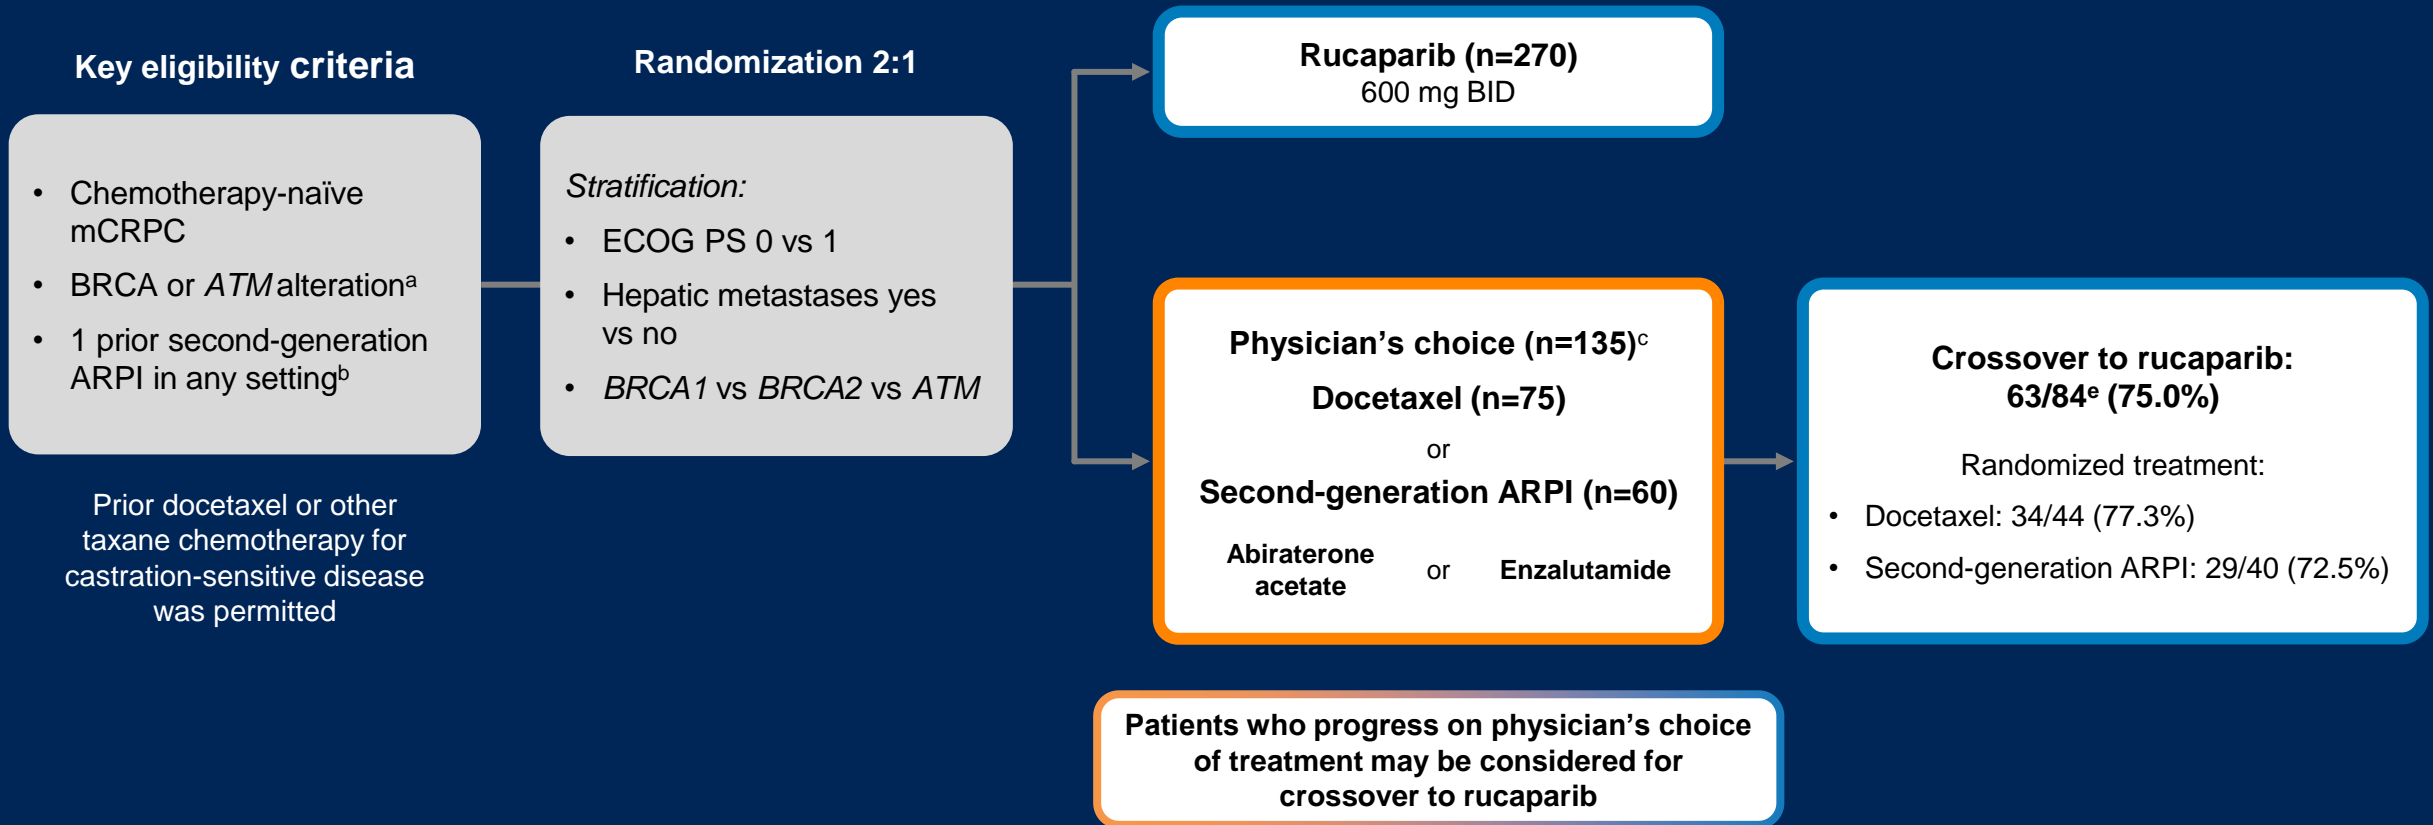 Key eligibility criteria
• Chemotherapy-naïve
mCRPC
• BRCA or ATM alterationᵃ
• 1 prior second-generation
ARPI in any settingᵇ
Prior docetaxel or other
taxane chemotherapy for
castration-sensitive disease
was permitted
Randomization 2:1
Stratification:
• ECOG PS 0 vs 1
• Hepatic metastases yes
vs no
• BRCA1 vs BRCA2 vs ATM
Rucaparib (n=270)
600 mg BID
Physician’s choice (n=135)ᶜ
Docetaxel (n=75)
or
Second-generation ARPI (n=60)
Abiraterone
acetate
or
Enzalutamide
Crossover to rucaparib:
63/84ᵉ (75.0%)
Randomized treatment:
• Docetaxel: 34/44 (77.3%)
• Second-generation ARPI: 29/40 (72.5%)
Patients who progress on physician’s choice
of treatment may be considered for
crossover to rucaparib